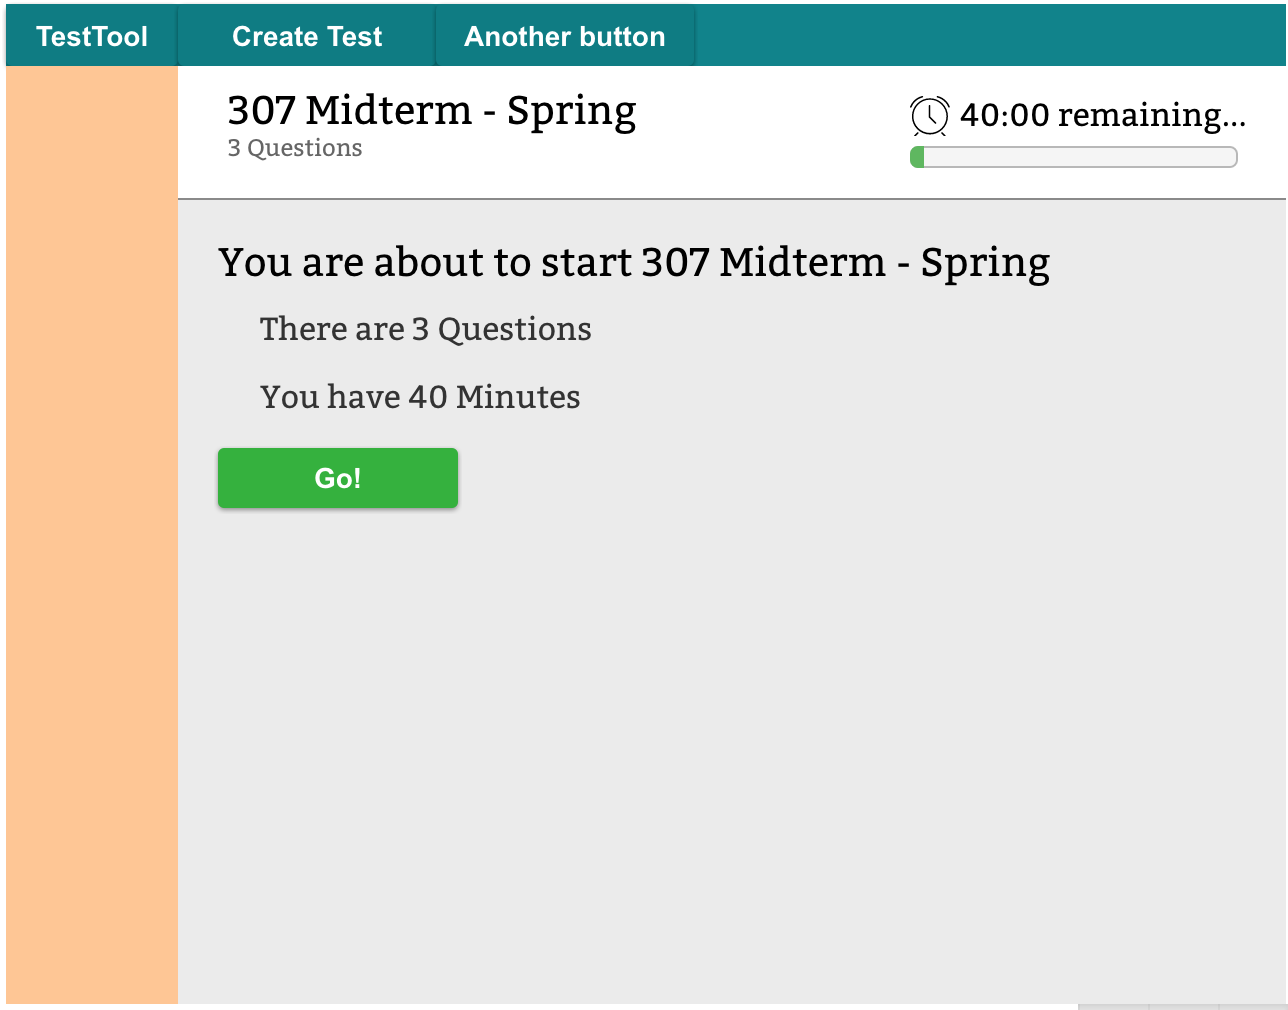 TestTool Create Test Another button
307 Midterm - Spring
3 Questions
40:00 remaining...
You are about to start 307 Midterm - Spring
There are 3 Questions
You have 40 Minutes
Go!